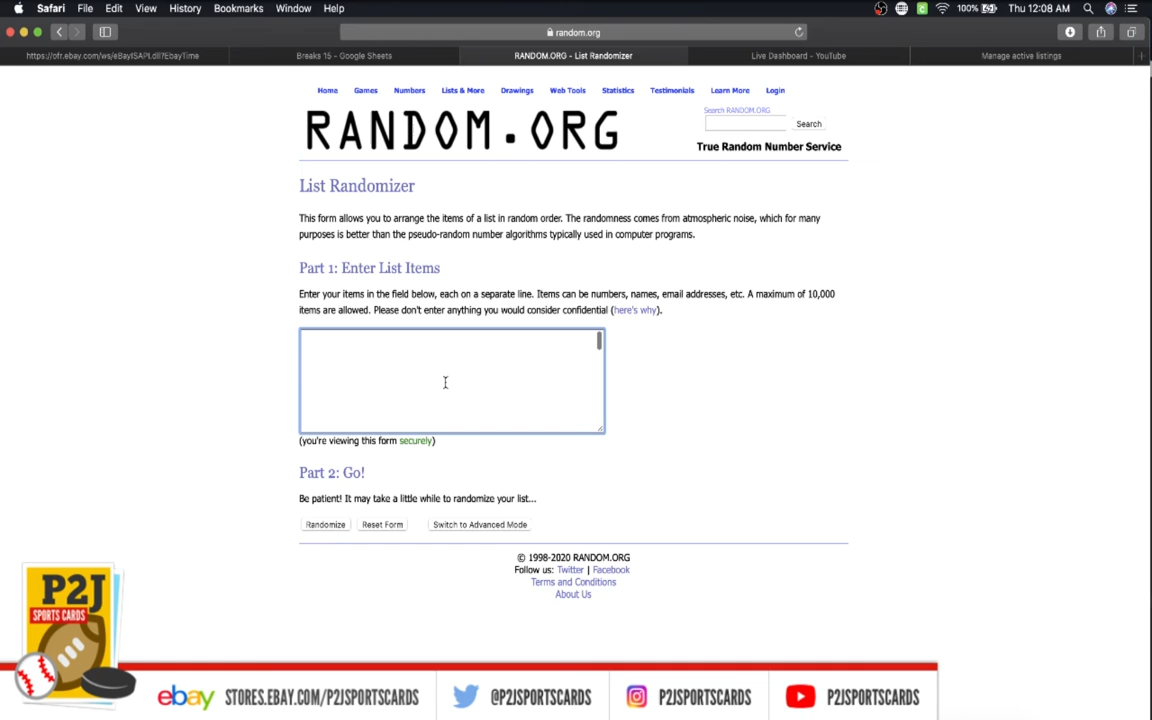 Safari File Edit View History Bookmarks Window Help 100% Thu 12:08 AM
random.org
https://ofr.ebay.com/ws/eBayISAPI.dll?EbayTime Breaks 15 - Google Sheets RANDOM.ORG - List Randomizer Live Dashboard - YouTube Manage active listings
Home Games Numbers Lists & More Drawings Web Tools Statistics Testimonials Learn More Login
RANDOM.ORG
Search RANDOM.ORG
Search
True Random Number Service
List Randomizer
This form allows you to arrange the items of a list in random order. The randomness comes from atmospheric noise, which for many
purposes is better than the pseudo-random number algorithms typically used in computer programs.
Part 1: Enter List Items
Enter your items in the field below, each on a separate line. Items can be numbers, names, email addresses, etc. A maximum of 10,000
items are allowed. Please don't enter anything you would consider confidential (here's why).
(you're viewing this form securely)
Part 2: Go!
Be patient! It may take a little while to randomize your list...
Randomize Reset Form Switch to Advanced Mode
© 1998-2020 RANDOM.ORG
Follow us: Twitter | Facebook
Terms and Conditions
About Us
P2J
SPORTS CARDS
ebay STORES.EBAY.COM/P2JSPORTSCARDS @P2JSPORTSCARDS P2JSPORTSCARDS P2JSPORTSCARDS